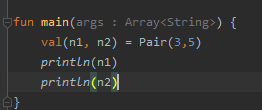 fun main(args : Array<String>) {
    val(n1, n2) = Pair(3,5)
    println(n1)
    println(n2)
}